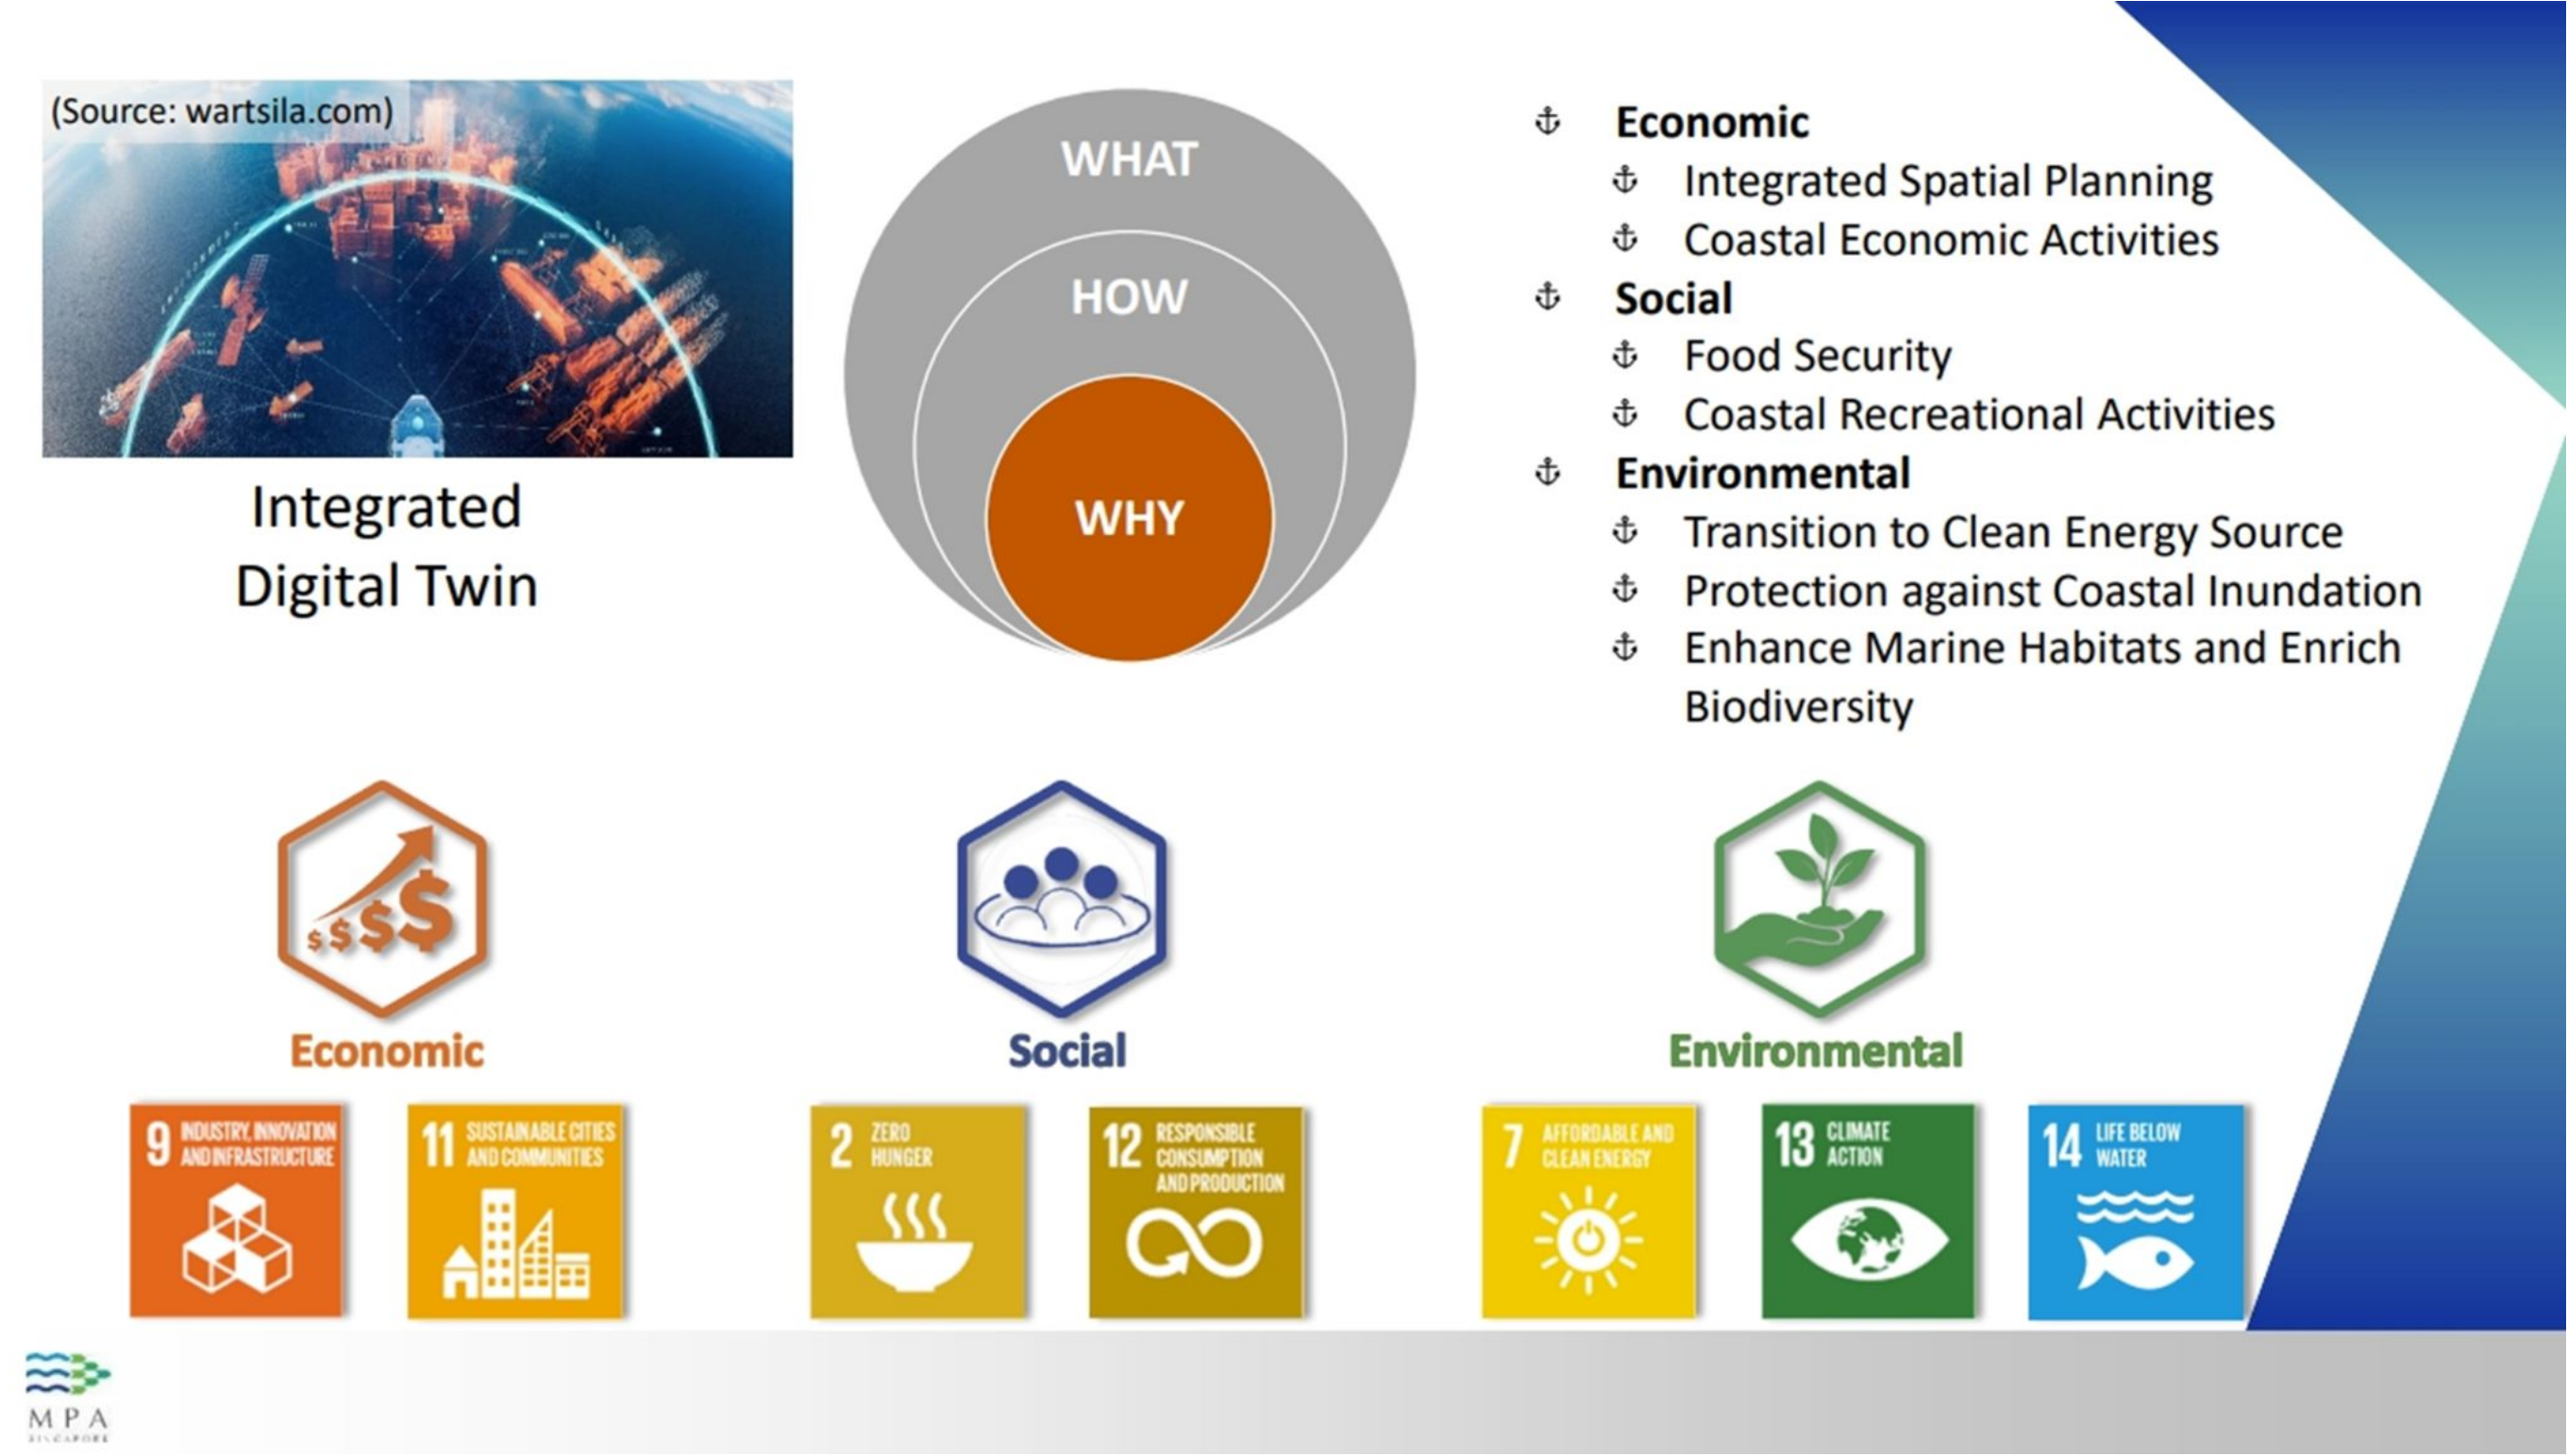 (Source: wartsila.com)
Integrated
Digital Twin
WHAT
HOW
WHY
Economic
Integrated Spatial Planning
Coastal Economic Activities
Social
Food Security
Coastal Recreational Activities
Environmental
Transition to Clean Energy Source
Protection against Coastal Inundation
Enhance Marine Habitats and Enrich
Biodiversity
$ $ $ $
Economic
Social
Environmental
9 INDUSTRY, INNOVATION
AND INFRASTRUCTURE
11 SUSTAINABLE CITIES
AND COMMUNITIES
2 ZERO
HUNGER
12 RESPONSIBLE
CONSUMPTION
AND PRODUCTION
7 AFFORDABLE AND
CLEAN ENERGY
13 CLIMATE
ACTION
14 LIFE BELOW
WATER
MPA
SINGAPORE